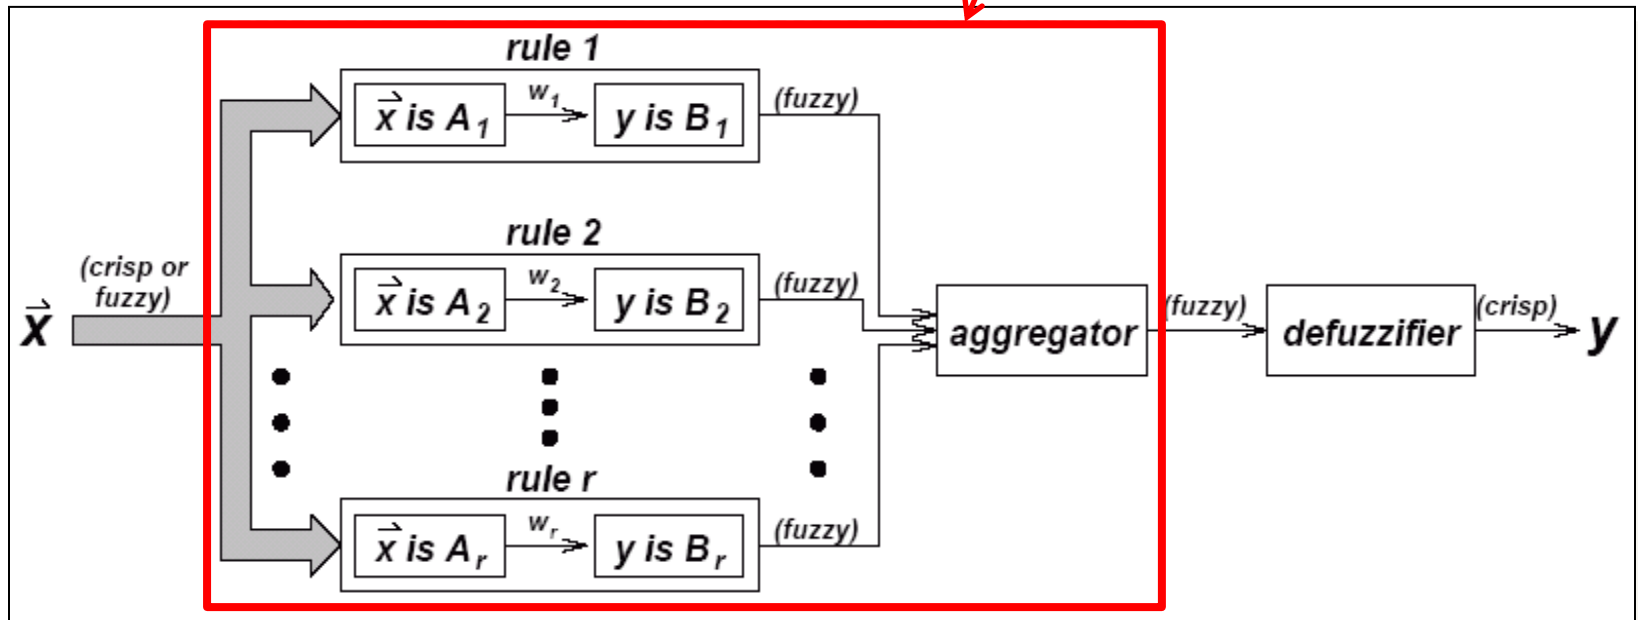 rule 1
x⃗ is A₁ w₁ y is B₁ (fuzzy)
rule 2
(crisp or
fuzzy)
x⃗
x⃗ is A₂ w₂ y is B₂ (fuzzy)
aggregator (fuzzy) defuzzifier (crisp) y
rule r
x⃗ is Aᵣ wᵣ y is Bᵣ (fuzzy)